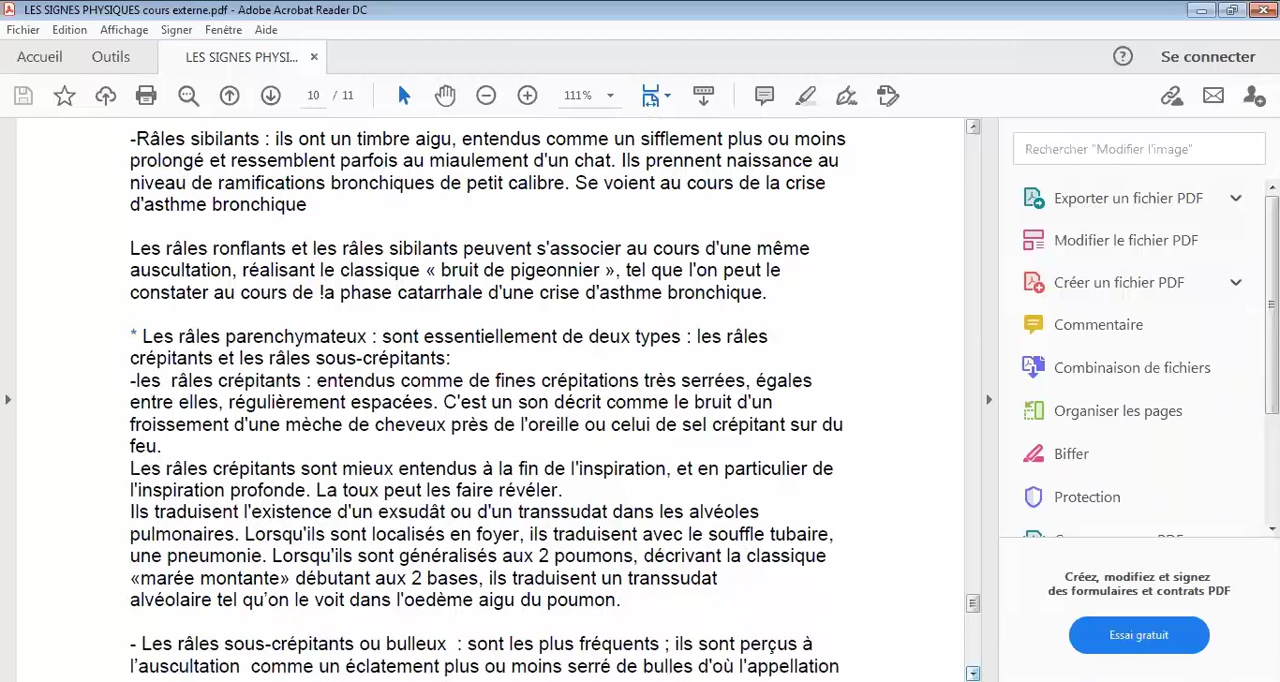 LES SIGNES PHYSIQUES cours externe.pdf - Adobe Acrobat Reader DC
Fichier Edition Affichage Signer Fenêtre Aide
Accueil Outils LES SIGNES PHYSI... × Se connecter
10 / 11 111%
-Râles sibilants : ils ont un timbre aigu, entendus comme un sifflement plus ou moins
prolongé et ressemblent parfois au miaulement d'un chat. Ils prennent naissance au
niveau de ramifications bronchiques de petit calibre. Se voient au cours de la crise
d'asthme bronchique
Les râles ronflants et les râles sibilants peuvent s'associer au cours d'une même
auscultation, réalisant le classique « bruit de pigeonnier », tel que l'on peut le
constater au cours de !a phase catarrhale d'une crise d'asthme bronchique.
* Les râles parenchymateux : sont essentiellement de deux types : les râles
crépitants et les râles sous-crépitants:
-les râles crépitants : entendus comme de fines crépitations très serrées, égales
entre elles, régulièrement espacées. C'est un son décrit comme le bruit d'un
froissement d'une mèche de cheveux près de l'oreille ou celui de sel crépitant sur du
feu.
Les râles crépitants sont mieux entendus à la fin de l'inspiration, et en particulier de
l'inspiration profonde. La toux peut les faire révéler.
Ils traduisent l'existence d'un exsudât ou d'un transsudat dans les alvéoles
pulmonaires. Lorsqu'ils sont localisés en foyer, ils traduisent avec le souffle tubaire,
une pneumonie. Lorsqu'ils sont généralisés aux 2 poumons, décrivant la classique
«marée montante» débutant aux 2 bases, ils traduisent un transsudat
alvéolaire tel qu'on le voit dans l'oedème aigu du poumon.
- Les râles sous-crépitants ou bulleux : sont les plus fréquents ; ils sont perçus à
l'auscultation comme un éclatement plus ou moins serré de bulles d'où l'appellation
Rechercher "Modifier l'image"
Exporter un fichier PDF
Modifier le fichier PDF
Créer un fichier PDF
Commentaire
Combinaison de fichiers
Organiser les pages
Biffer
Protection
Créez, modifiez et signez
des formulaires et contrats PDF
Essai gratuit